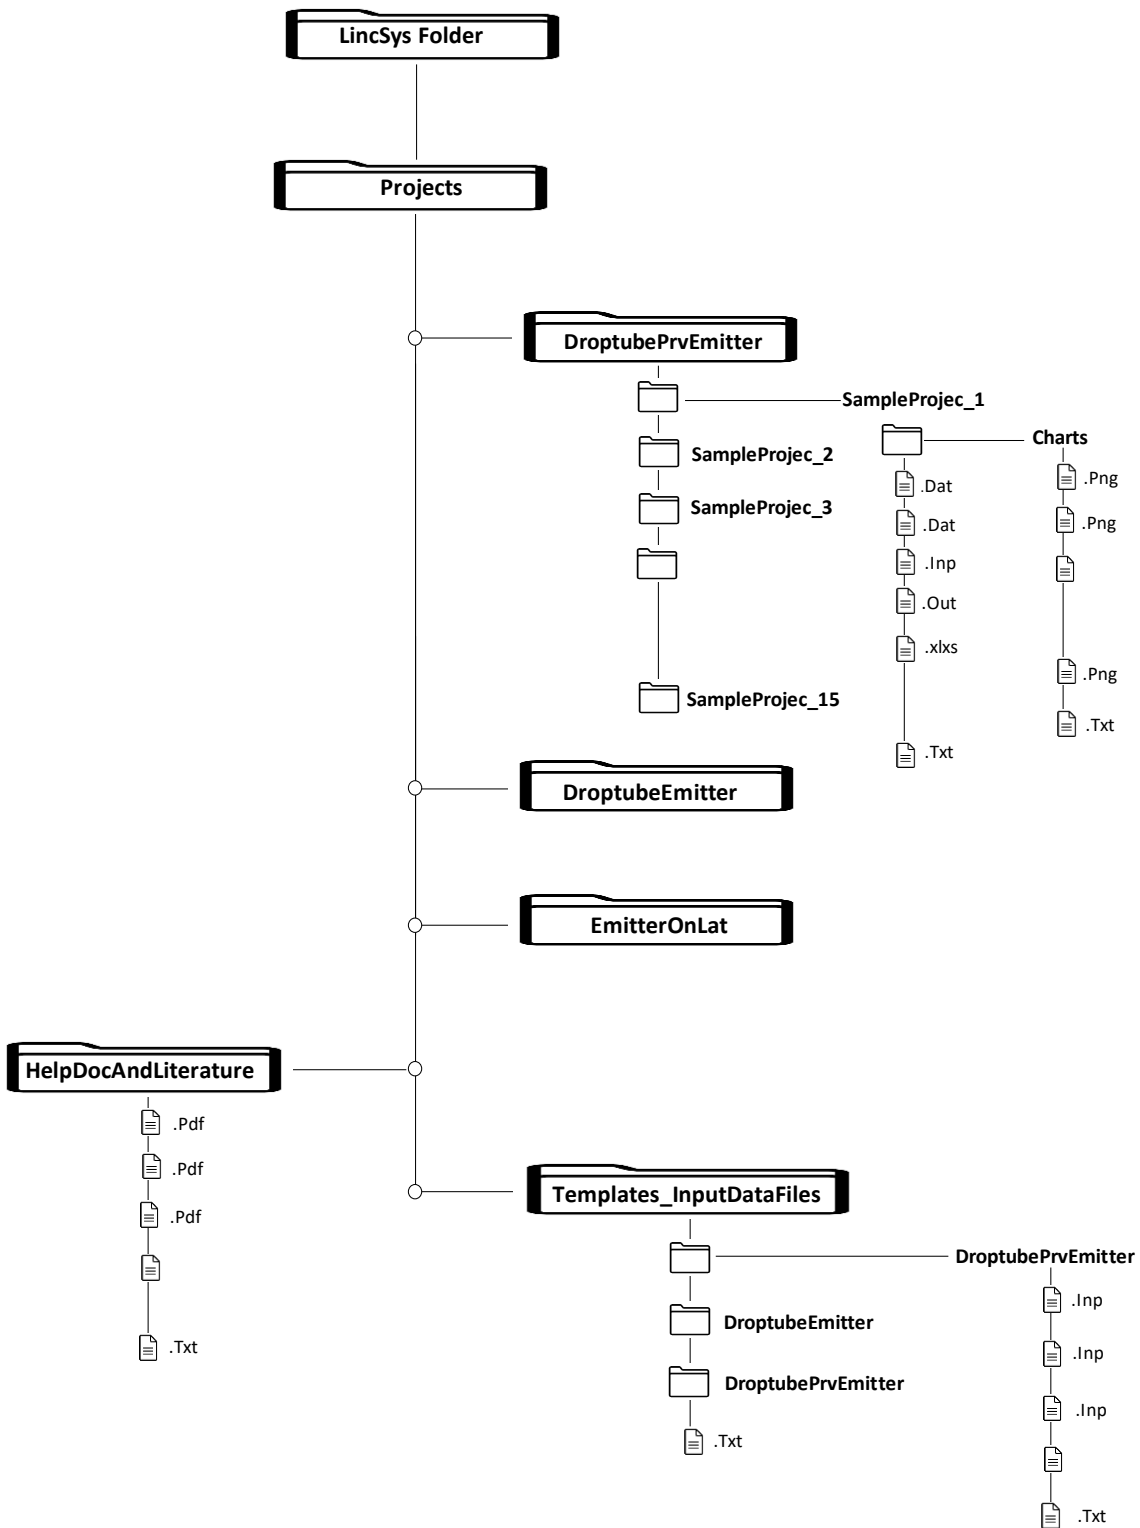 LincSys Folder
Projects
DroptubePrvEmitter
SampleProjec_1
SampleProjec_2
SampleProjec_3
SampleProjec_15
Charts
.Dat
.Dat
.Inp
.Out
.xlxs
.Txt
.Png
.Png
.Png
.Txt
DroptubeEmitter
EmitterOnLat
HelpDocAndLiterature
.Pdf
.Pdf
.Pdf
.Txt
Templates_InputDataFiles
DroptubePrvEmitter
DroptubeEmitter
DroptubePrvEmitter
.Txt
.Inp
.Inp
.Inp
.Txt